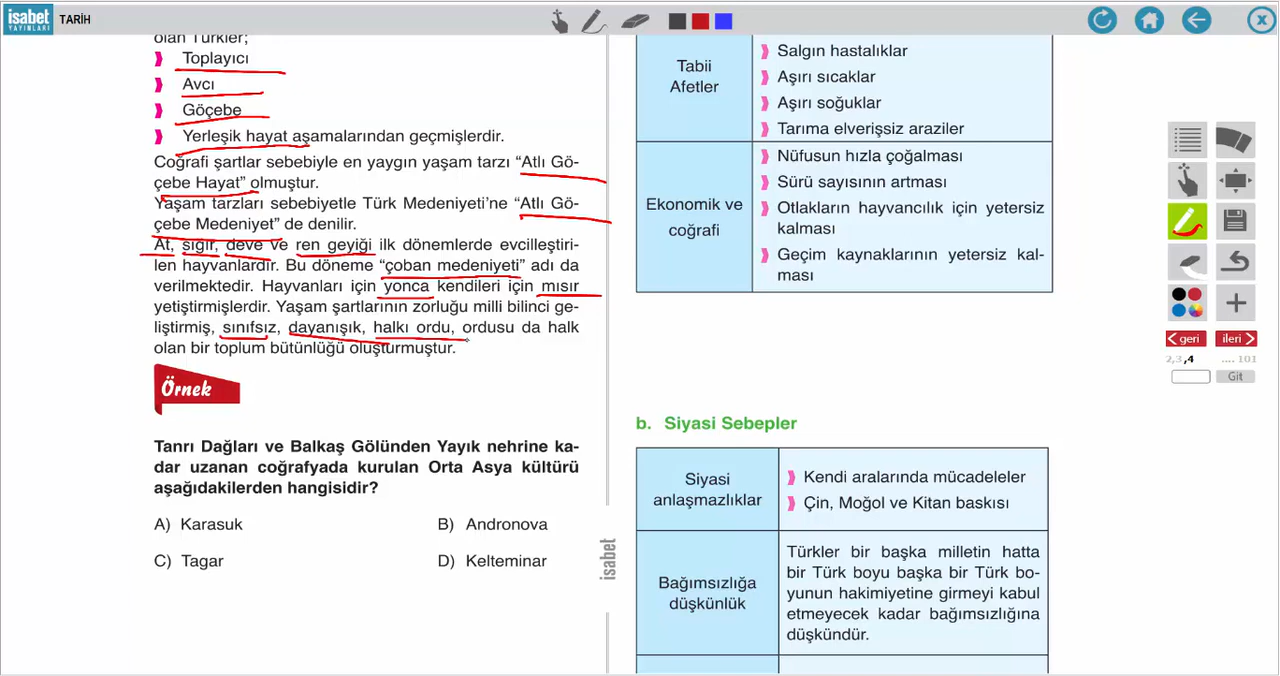 isabet
YAYINLARI
TARİH
olan Türkler;
Toplayıcı
Avcı
Göçebe
Yerleşik hayat aşamalarından geçmişlerdir.
Coğrafi şartlar sebebiyle en yaygın yaşam tarzı “Atlı Gö-
çebe Hayat” olmuştur.
Yaşam tarzları sebebiyetle Türk Medeniyeti’ne “Atlı Gö-
çebe Medeniyet” de denilir.
At, sığır, deve ve ren geyiği ilk dönemlerde evcilleştiri-
len hayvanlardır. Bu döneme “çoban medeniyeti” adı da
verilmektedir. Hayvanları için yonca kendileri için mısır
yetiştirmişlerdir. Yaşam şartlarının zorluğu milli bilinci ge-
liştirmiş, sınıfsız, dayanışık, halkı ordu, ordusu da halk
olan bir toplum bütünlüğü oluşturmuştur.
Örnek
Tanrı Dağları ve Balkaş Gölünden Yayık nehrine ka-
dar uzanan coğrafyada kurulan Orta Asya kültürü
aşağıdakilerden hangisidir?
A) Karasuk
B) Andronova
C) Tagar
D) Kelteminar
isabet
Tabii
Afetler
Salgın hastalıklar
Aşırı sıcaklar
Aşırı soğuklar
Tarıma elverişsiz araziler
Ekonomik ve
coğrafi
Nüfusun hızla çoğalması
Sürü sayısının artması
Otlakların hayvancılık için yetersiz
kalması
Geçim kaynaklarının yetersiz kal-
ması
b. Siyasi Sebepler
Siyasi
anlaşmazlıklar
Kendi aralarında mücadeleler
Çin, Moğol ve Kitan baskısı
Bağımsızlığa
düşkünlük
Türkler bir başka milletin hatta
bir Türk boyu başka bir Türk bo-
yunun hakimiyetine girmeyi kabul
etmeyecek kadar bağımsızlığına
düşkündür.
geri
ileri
2,3,4
.... 101
Git